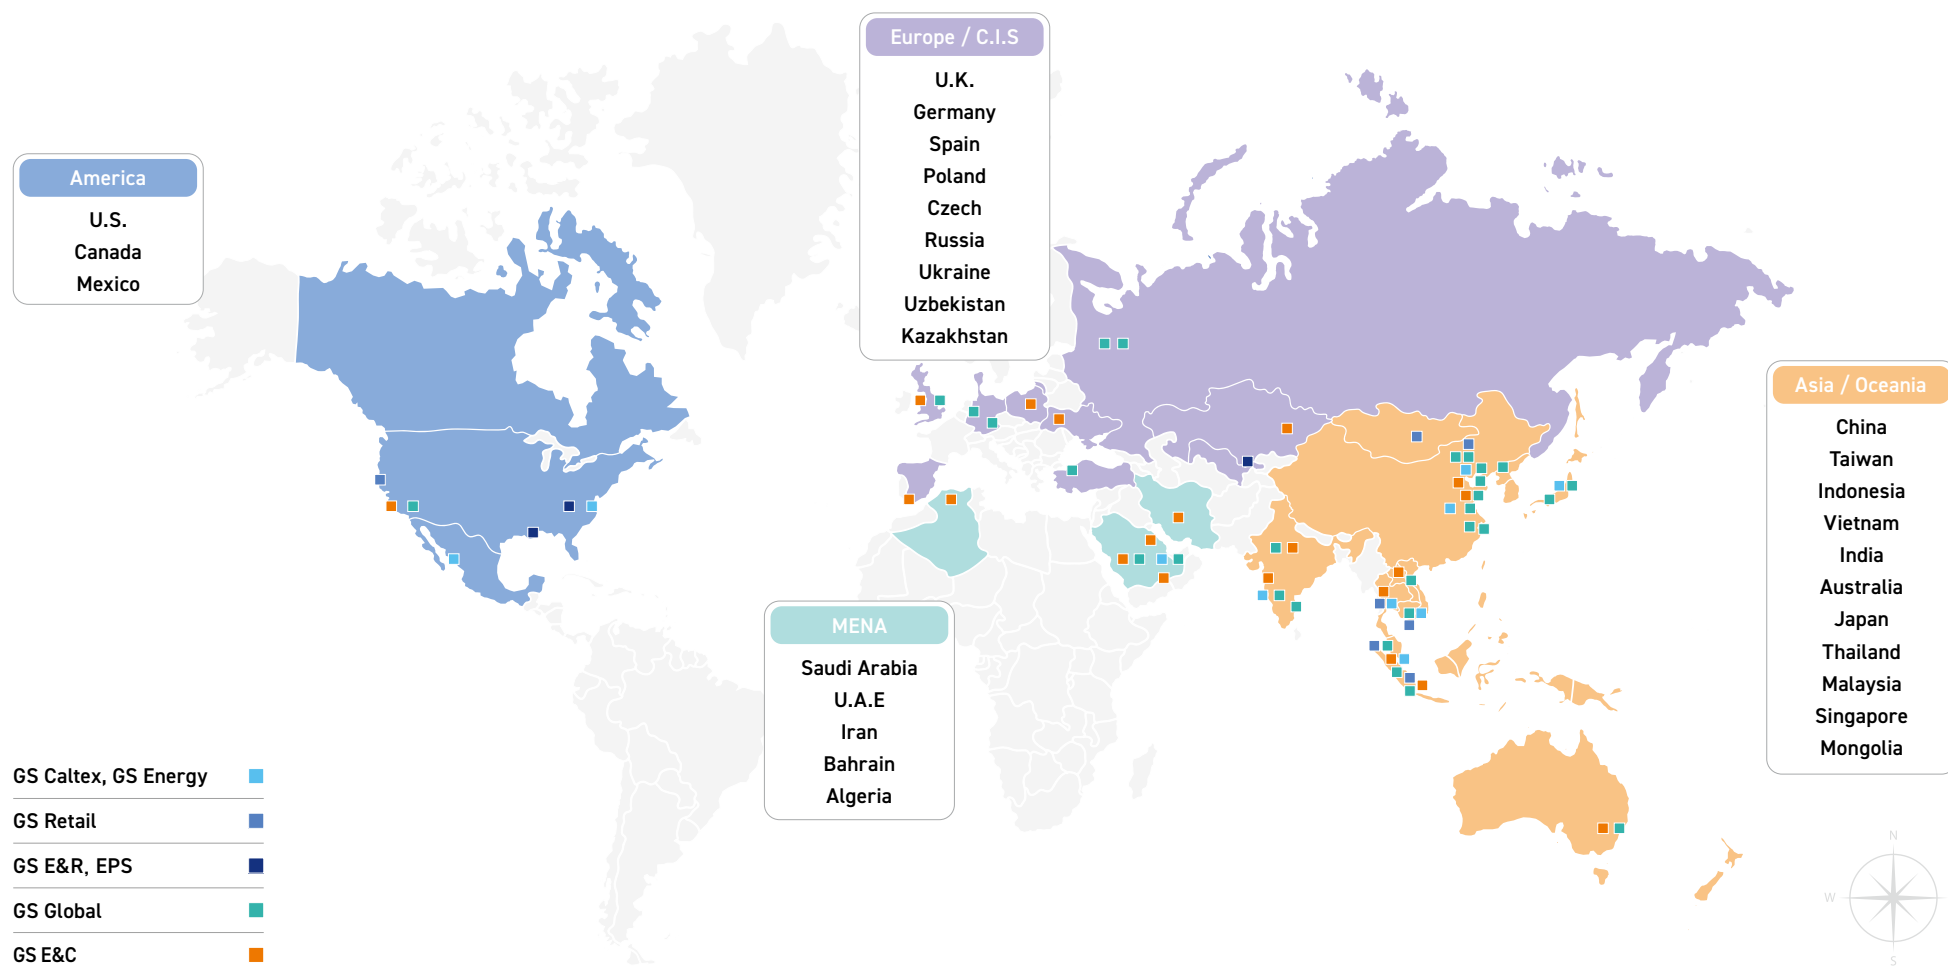 Europe / C.I.S
U.K.
Germany
Spain
Poland
Czech
Russia
Ukraine
Uzbekistan
Kazakhstan
America
U.S.
Canada
Mexico
Asia / Oceania
China
Taiwan
Indonesia
Vietnam
India
Australia
Japan
Thailand
Malaysia
Singapore
Mongolia
MENA
Saudi Arabia
U.A.E
Iran
Bahrain
Algeria
GS Caltex, GS Energy
GS Retail
GS E&R, EPS
GS Global
GS E&C
N
W
S